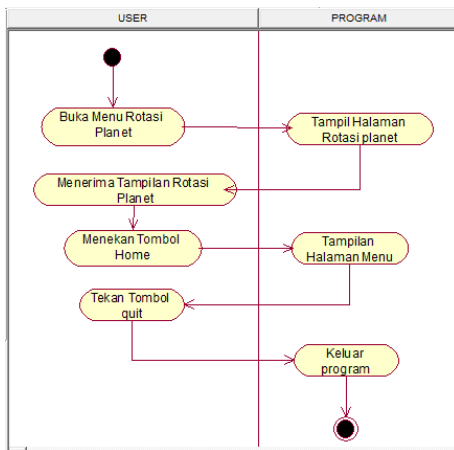 USER
PROGRAM
Buka Menu Rotasi
Planet
Tampil Halaman
Rotasi planet
Menerima Tampilan Rotasi
Planet
Menekan Tombol
Home
Tampilan
Halaman Menu
Tekan Tombol
quit
Keluar
program